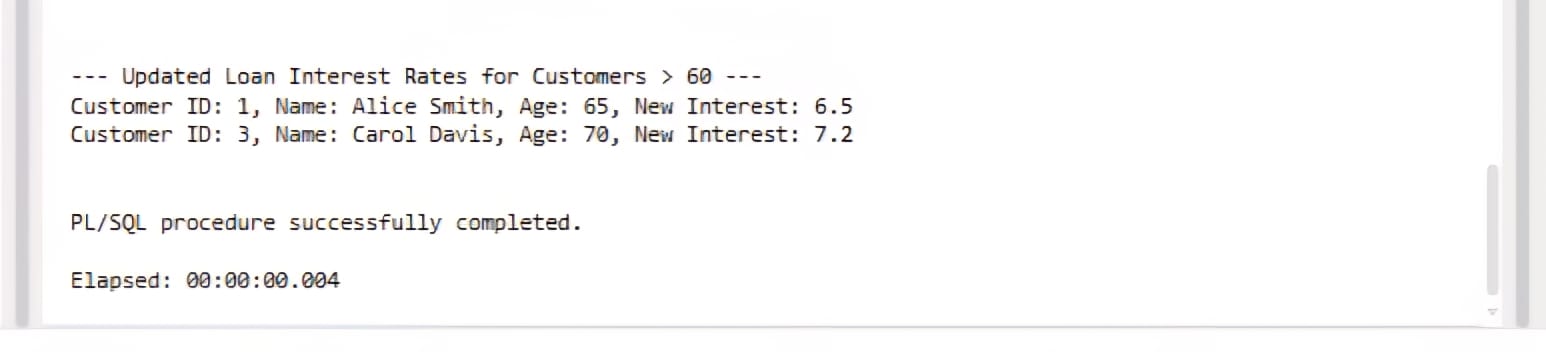 --- Updated Loan Interest Rates for Customers > 60 ---
Customer ID: 1, Name: Alice Smith, Age: 65, New Interest: 6.5
Customer ID: 3, Name: Carol Davis, Age: 70, New Interest: 7.2
PL/SQL procedure successfully completed.
Elapsed: 00:00:00.004